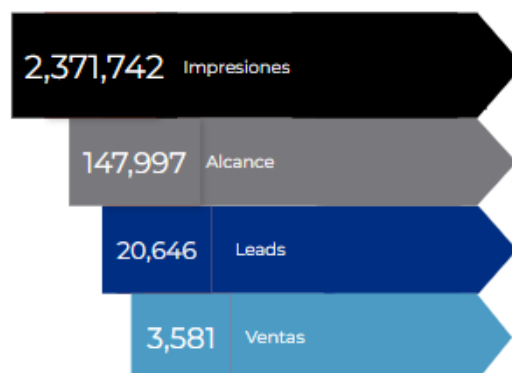 2,371,742 Impresiones
147,997 Alcance
20,646 Leads
3,581 Ventas